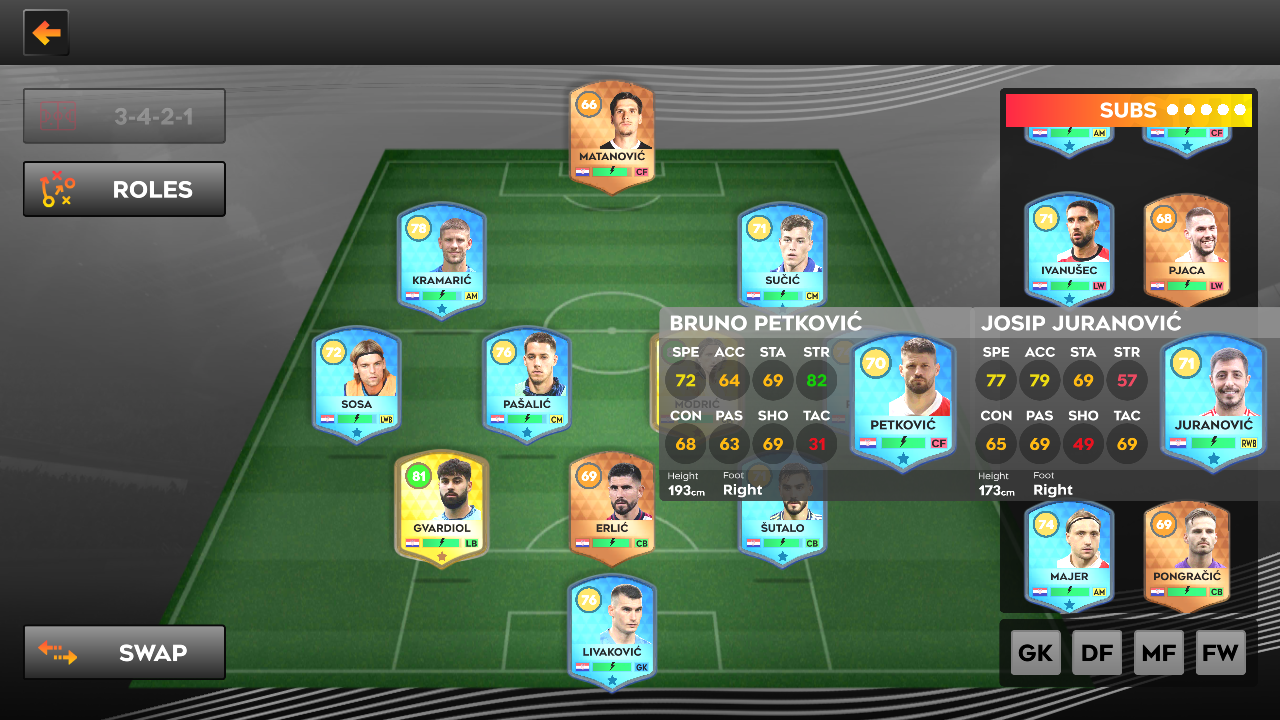 3-4-2-1
ROLES
66
MATANOVIĆ
CF
SUBS
AM
CF
78
KRAMARIĆ
AM
71
SUČIĆ
CM
71
IVANUŠEC
LW
68
PJACA
LW
72
SOSA
LWB
76
PAŠALIĆ
CM
MODRIĆ
BRUNO PETKOVIĆ
SPE ACC STA STR
72 64 69 82
CON PAS SHO TAC
68 63 69 31
Height Foot
193cm Right
70
PETKOVIĆ
CF
JOSIP JURANOVIĆ
SPE ACC STA STR
77 79 69 57
CON PAS SHO TAC
65 69 49 69
Height Foot
173cm Right
71
JURANOVIĆ
RWB
81
GVARDIOL
LB
69
ERLIĆ
CB
ŠUTALO
CB
74
MAJER
AM
69
PONGRAČIĆ
CB
76
LIVAKOVIĆ
GK
SWAP
GK DF MF FW